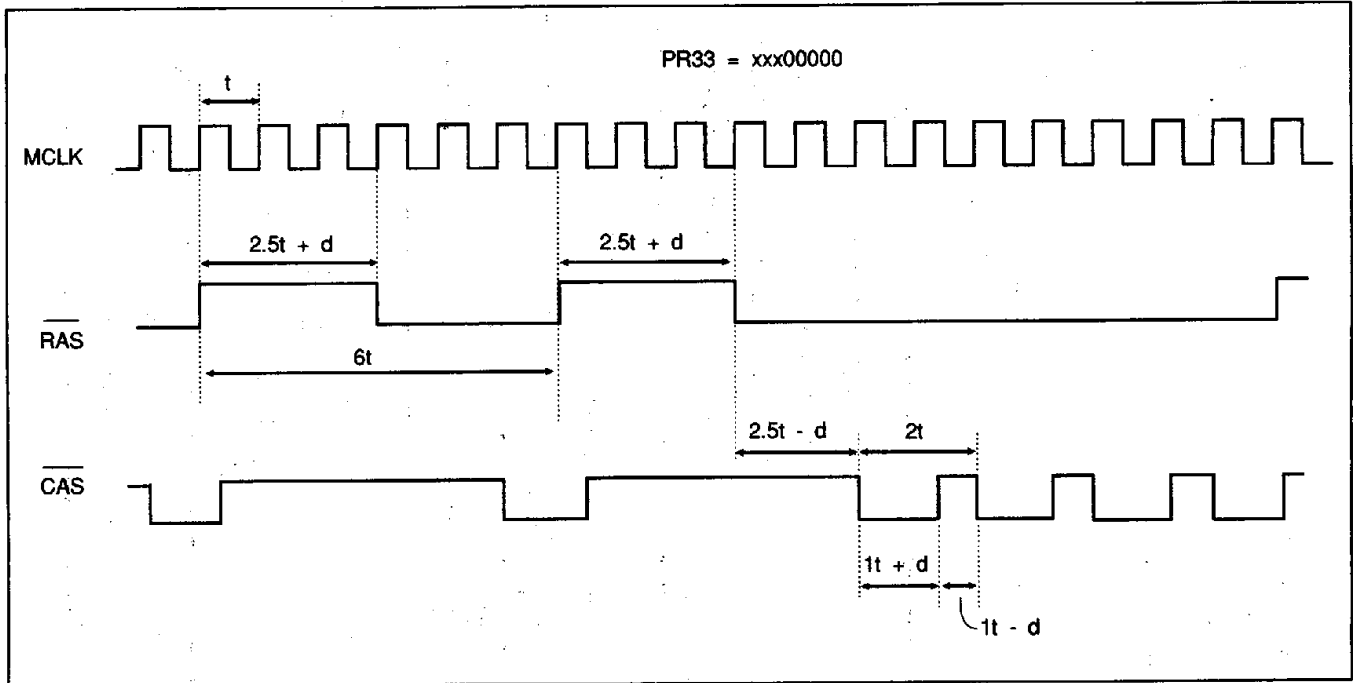 PR33 = xxx00000
t
MCLK
2.5t + d
2.5t + d
RAS
6t
2.5t - d
2t
CAS
1t + d
1t - d